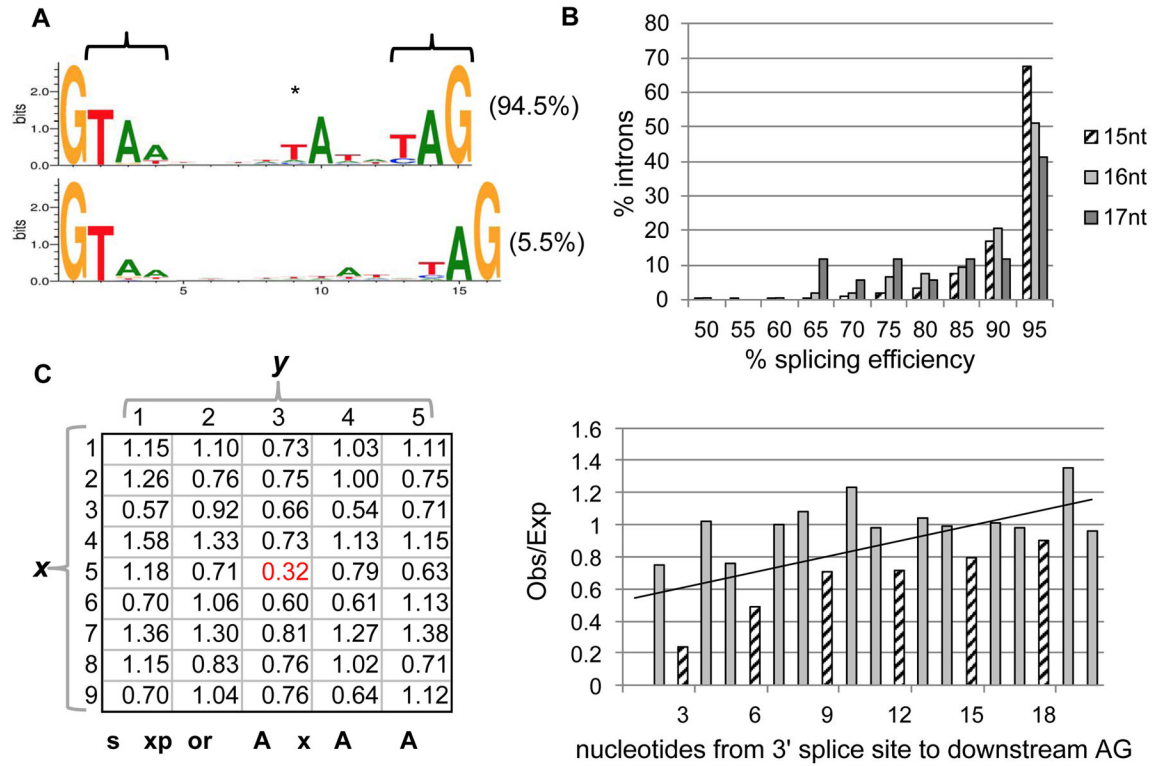 A
bits
2.0
1.0
0.0
GTAA TATTAG
*
(94.5%)
bits
2.0
1.0
0.0
GTAA A TAG
(5.5%)
5 10 15
B
% introns
80
70
60
50
40
30
20
10
0
50 55 60 65 70 75 80 85 90 95
% splicing efficiency
15nt
16nt
17nt
C
y
1 2 3 4 5
x
1 1.15 1.10 0.73 1.03 1.11
2 1.26 0.76 0.75 1.00 0.75
3 0.57 0.92 0.66 0.54 0.71
4 1.58 1.33 0.73 1.13 1.15
5 1.18 0.71 0.32 0.79 0.63
6 0.70 1.06 0.60 0.61 1.13
7 1.36 1.30 0.81 1.27 1.38
8 1.15 0.83 0.76 1.02 0.71
9 0.70 1.04 0.76 0.64 1.12
s xp or A x A A
Obs/Exp
1.6
1.4
1.2
1
0.8
0.6
0.4
0.2
0
3 6 9 12 15 18
nucleotides from 3' splice site to downstream AG